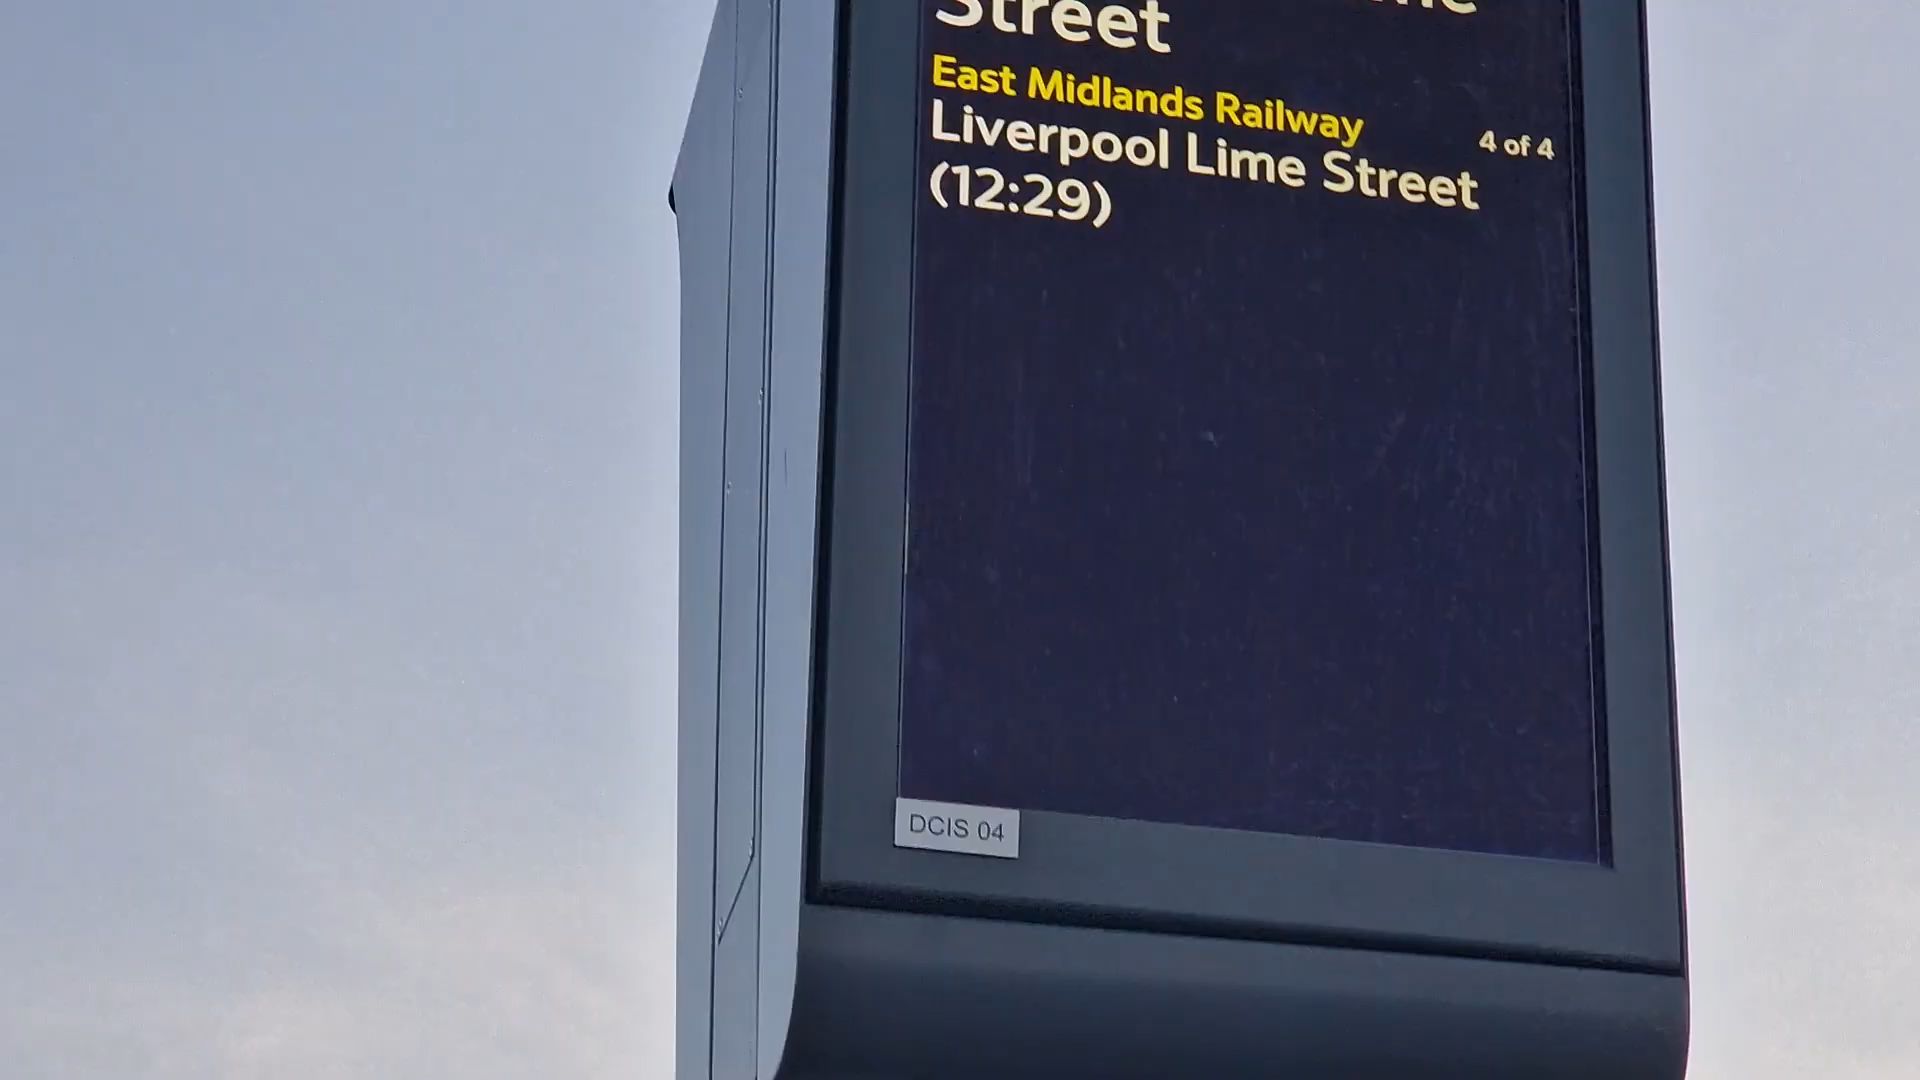 Street
East Midlands Railway
4 of 4
Liverpool Lime Street
(12:29)
DCIS 04